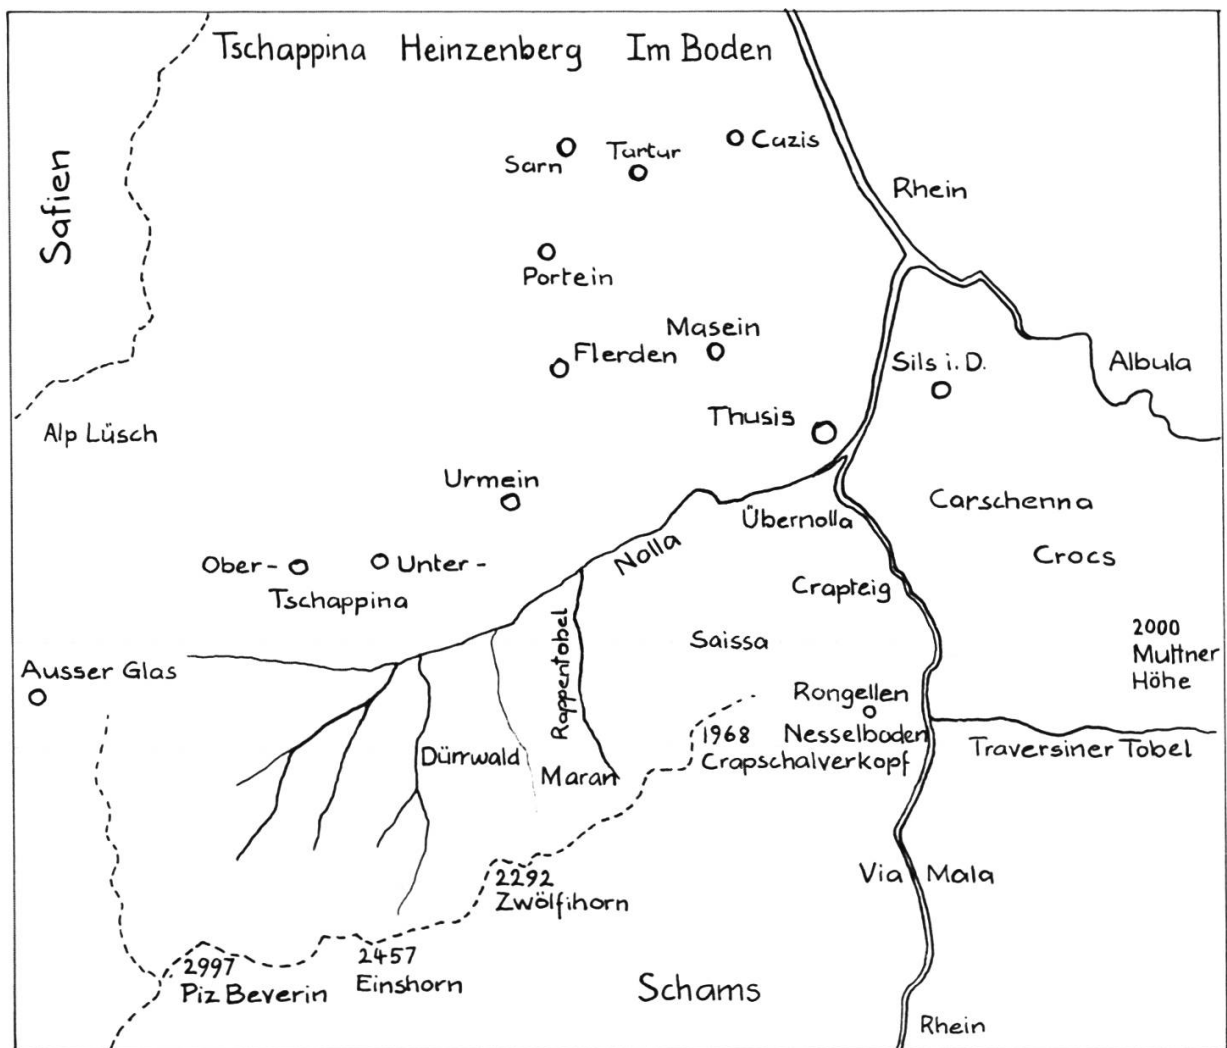 Tschappina Heinzenberg Im Boden
Safien
Sarn
Tartur
Cazis
Rhein
Portein
Masein
Flerden
Sils i. D.
Albula
Thusis
Alp Lüsch
Urmein
Carschenna
Übernolla
Nolla
Crocs
Ober-
Unter-
Tschappina
Crapteig
Rappentobel
Saissa
2000
Muttner
Höhe
Ausser Glas
Rongellen
1968 Nesselboden
Crapschalverkopf
Traversiner Tobel
Dürrwald
Maran
Via Mala
2292
Zwölfihorn
2997
Piz Beverin
2457
Einshorn
Schams
Rhein